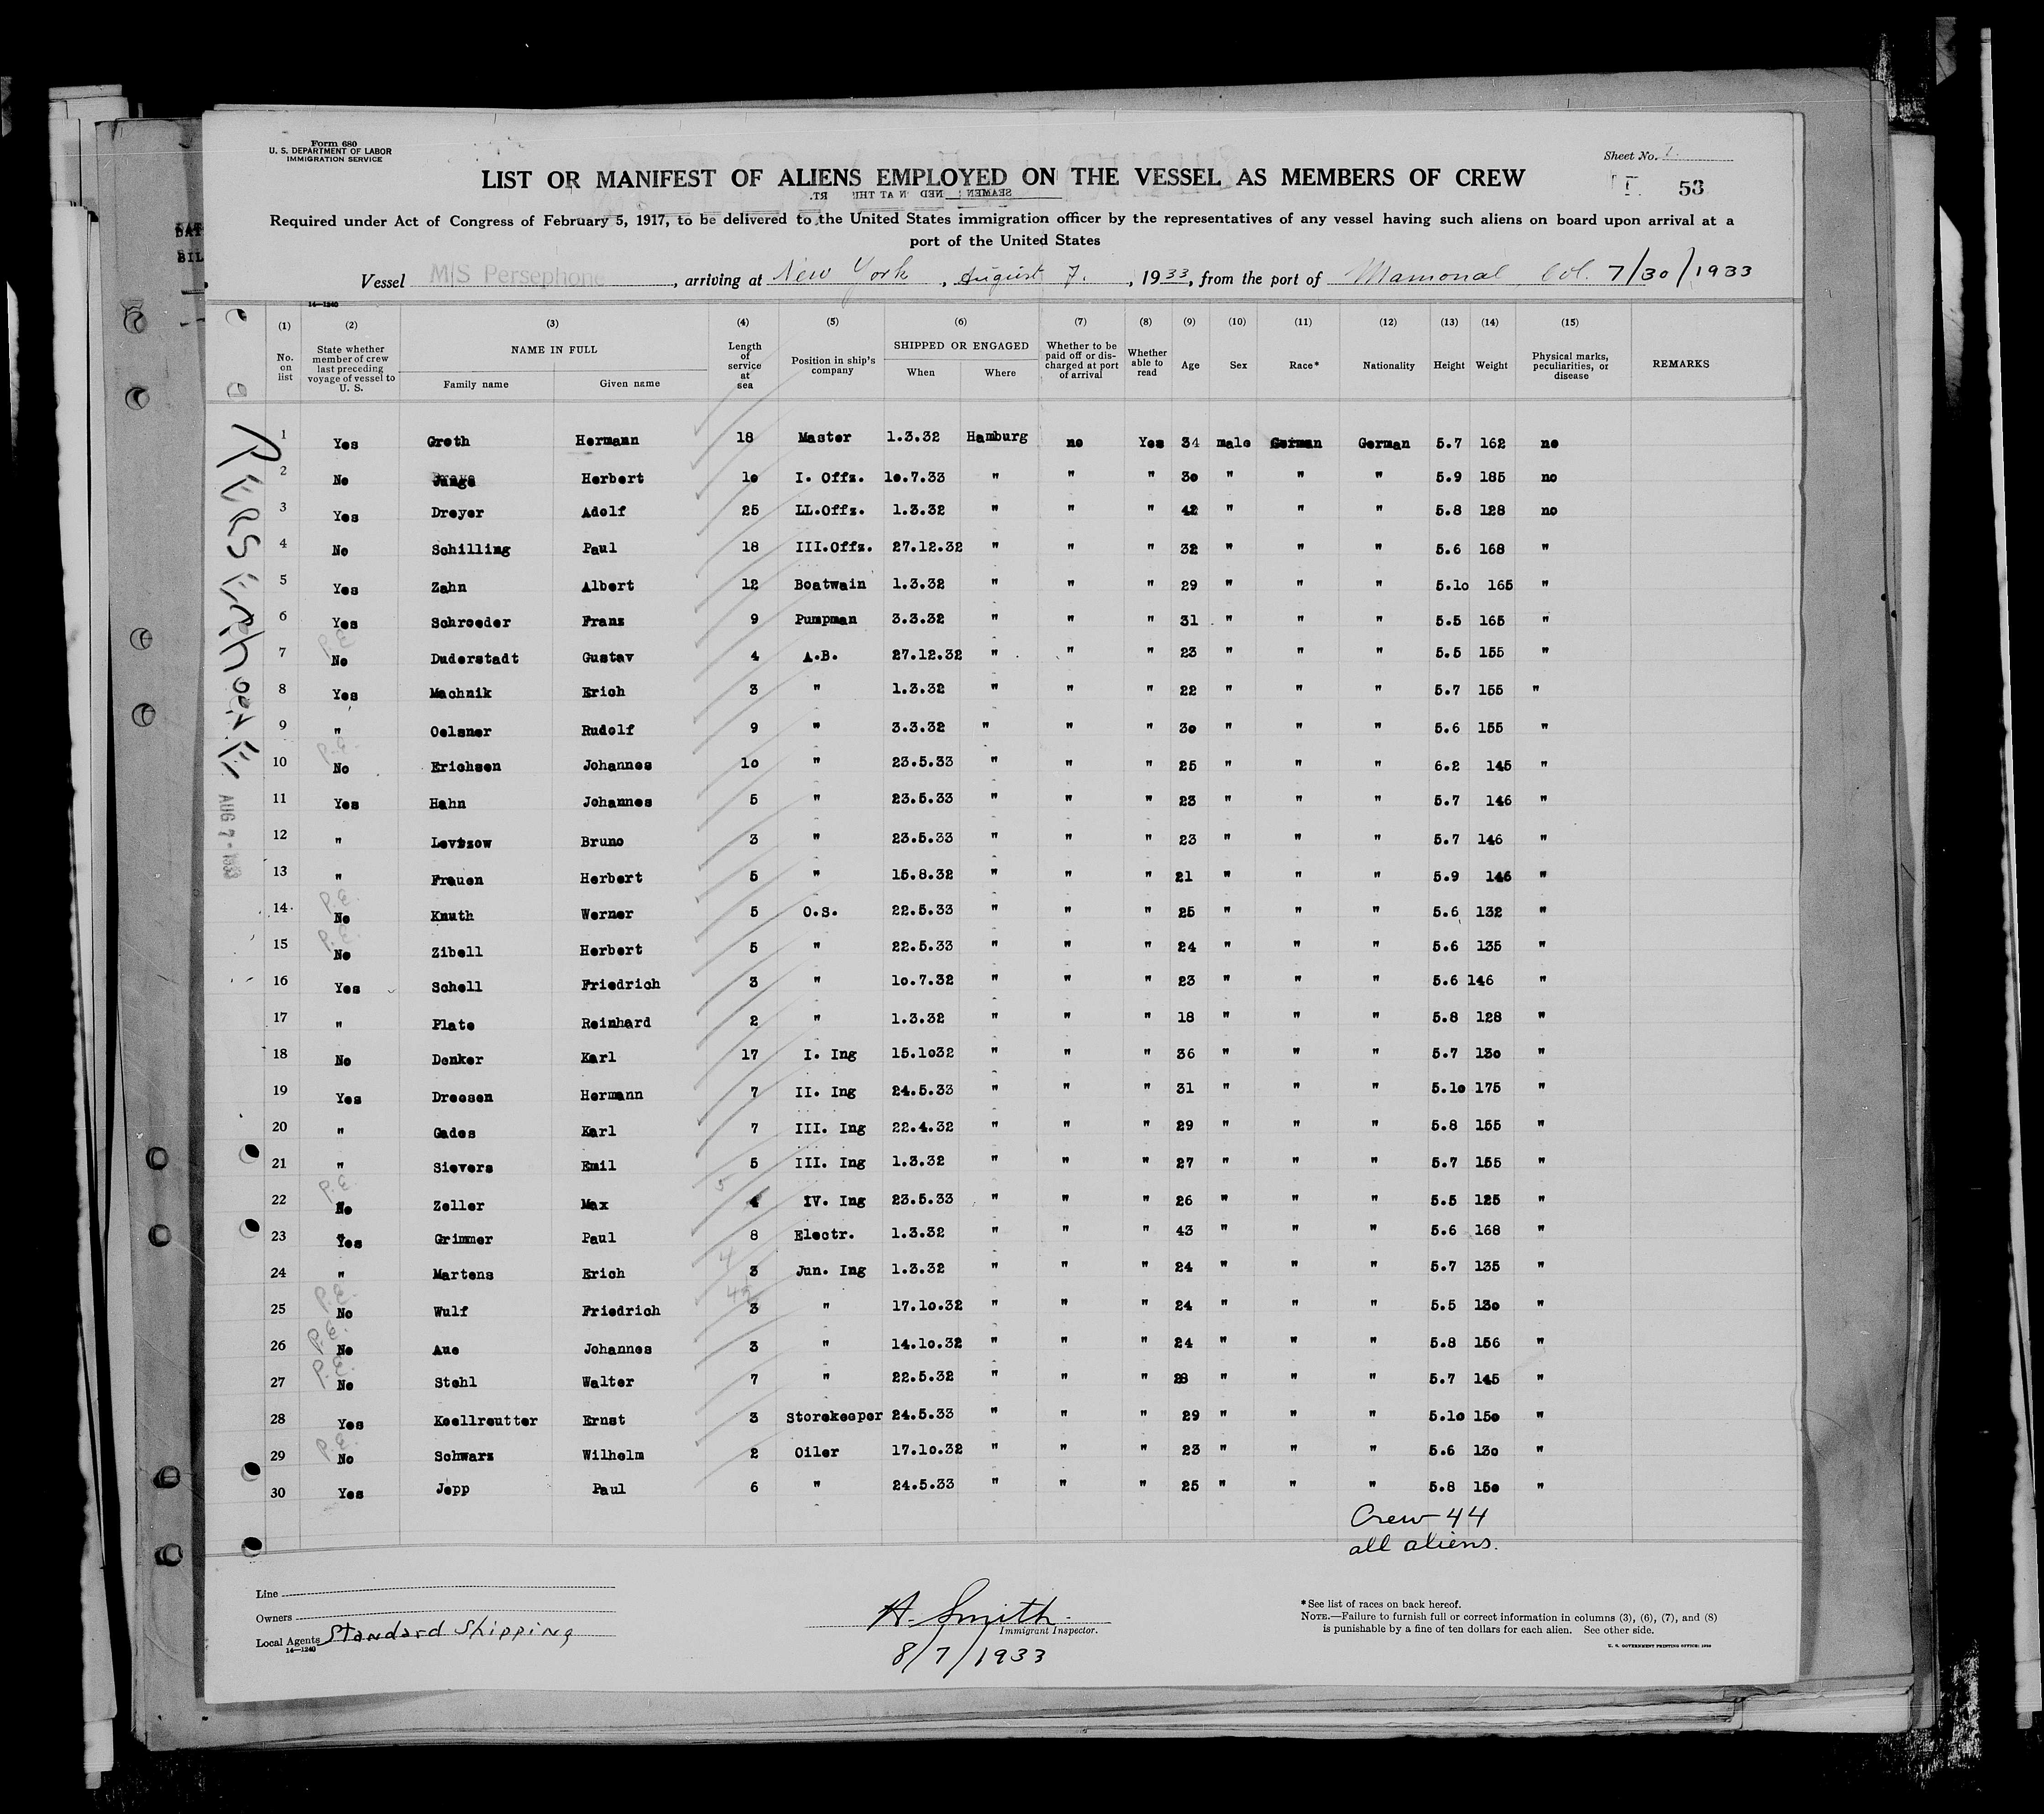 Form 680
U. S. DEPARTMENT OF LABOR
IMMIGRATION SERVICE
Sheet No. 1.
LIST OR MANIFEST OF ALIENS EMPLOYED ON THE VESSEL AS MEMBERS OF CREW
53
Required under Act of Congress of February 5, 1917, to be delivered to the United States immigration officer by the representatives of any vessel having such aliens on board upon arrival at a
port of the United States
Vessel M/S Persephone, arriving at New York, August 7., 1933, from the port of Mamonal, Col. 7/30/1933
14—1240
(1) (2) (3) (4) (5) (6) (7) (8) (9) (10) (11) (12) (13) (14) (15)
No. on list State whether member of crew last preceding voyage of vessel to U. S. NAME IN FULL Family name Given name Length of service at sea Position in ship's company SHIPPED OR ENGAGED When Where Whether to be paid off or discharged at port of arrival Whether able to read Age Sex Race* Nationality Height Weight Physical marks, peculiarities, or disease REMARKS
1 Yes Groth Hermann 18 Master 1.3.32 Hamburg no Yes 34 male German German 5.7 162 no
2 No Herbert 1o I. Offz. 1o.7.33 " " " 3o " " " 5.9 185 no
3 Yes Dreyer Adolf 25 LL.Offz. 1.3.32 " " " 42 " " " 5.8 128 no
4 No Schilling Paul 18 III.Offz. 27.12.32 " " " 32 " " " 5.6 168 "
5 Yes Zahn Albert 12 Boatwain 1.3.32 " " " 29 " " " 5.1o 165 "
6 Yes Schroeder Franz 9 Pumpman 3.3.32 " " " 31 " " " 5.5 165 "
7 P.E. No Duderstadt Gustav 4 A.B. 27.12.32 " " " 23 " " " 5.5 155 "
8 Yes Machnik Erich 3 " 1.3.32 " " " 22 " " " 5.7 155 "
9 " Oelsner Rudolf 9 " 3.3.32 " " " 3o " " " 5.6 155 "
10 P.E. No Erichsen Johannes 1o " 23.5.33 " " " 25 " " " 6.2 145 "
11 Yes Hahn Johannes 5 " 23.5.33 " " " 23 " " " 5.7 146 "
12 " Levtzow Bruno 3 " 23.5.33 " " " 23 " " " 5.7 146 "
13 " Frauen Herbert 5 " 15.8.32 " " " 21 " " " 5.9 146 "
14 P.E. No Knuth Werner 5 O.S. 22.5.33 " " " 25 " " " 5.6 132 "
15 P.E. No Zibell Herbert 5 " 22.5.33 " " " 24 " " " 5.6 135 "
16 Yes Schell Friedrich 3 " 1o.7.32 " " " 23 " " " 5.6 146 "
17 " Plate Reinhard 2 " 1.3.32 " " " 18 " " " 5.8 128 "
18 No Denker Karl 17 I. Ing 15.1o32 " " " 36 " " " 5.7 13o "
19 Yes Dreesen Hermann 7 II. Ing 24.5.33 " " " 31 " " " 5.1o 175 "
20 " Gades Karl 7 III. Ing 22.4.32 " " " 29 " " " 5.8 155 "
21 " Sievers Emil 5 III. Ing 1.3.32 " " " 27 " " " 5.7 155 "
22 P.E. No Zeller Max 5 4 IV. Ing 23.5.33 " " " 26 " " " 5.5 125 "
23 Yes Grimmer Paul 8 Electr. 1.3.32 " " " 43 " " " 5.6 168 "
24 " Martens Erich 4 3 Jun. Ing 1.3.32 " " " 24 " " " 5.7 135 "
25 P.E. No Wulf Friedrich 3 " 17.1o.32 " " " 24 " " " 5.5 13o "
26 P.E. No Aue Johannes 3 " 14.1o.32 " " " 24 " " " 5.8 156 "
27 P.E. No Stehl Walter 7 " 22.5.32 " " " 28 " " " 5.7 145 "
28 Yes Koellreutter Ernst 3 Storekeeper 24.5.33 " " " 29 " " " 5.1o 15o "
29 P.E. No Schwarz Wilhelm 2 Oiler 17.1o.32 " " " 23 " " " 5.6 13o "
30 Yes Jepp Paul 6 " 24.5.33 " " " 25 " " " 5.8 15o "
PERSEPHONE
AUG 7 - 1933
Crew 44
all aliens.
Line
Owners
Local Agents Standard Shipping
14—1240
A. Smith
Immigrant Inspector.
8/7/1933
*See list of races on back hereof.
NOTE.—Failure to furnish full or correct information in columns (3), (6), (7), and (8)
is punishable by a fine of ten dollars for each alien. See other side.
U. S. GOVERNMENT PRINTING OFFICE: 1930